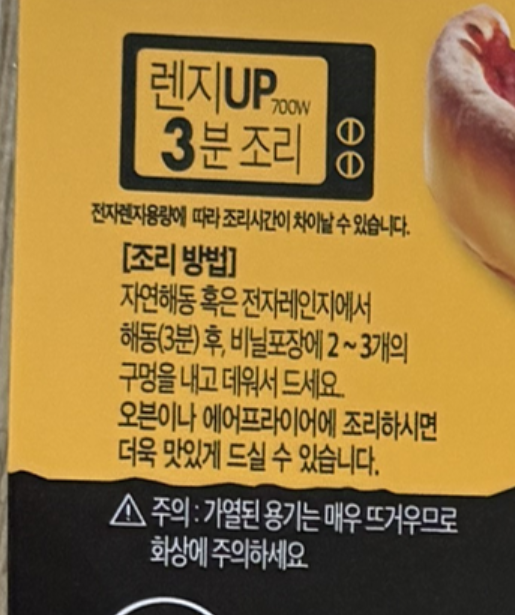 렌지UP 700W
3분 조리
전자렌지용량에 따라 조리시간이 차이날 수 있습니다.
[조리 방법]
자연해동 혹은 전자레인지에서
해동(3분) 후, 비닐포장에 2~3개의
구멍을 내고 데워서 드세요.
오븐이나 에어프라이어에 조리하시면
더욱 맛있게 드실 수 있습니다.
주의 : 가열된 용기는 매우 뜨거우므로
화상에 주의하세요